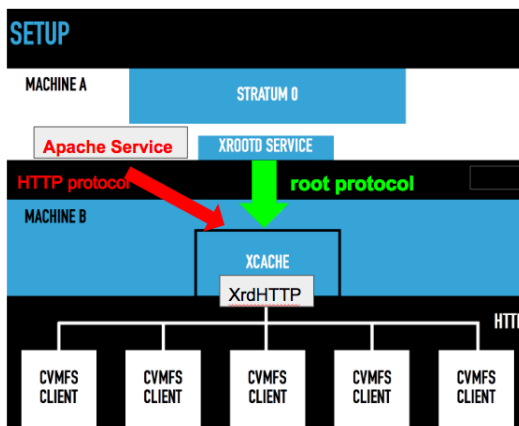 SETUP
MACHINE A
STRATUM 0
Apache Service
XROOTD SERVICE
HTTP protocol
root protocol
MACHINE B
XCACHE
XrdHTTP
CVMFS
CLIENT
CVMFS
CLIENT
CVMFS
CLIENT
CVMFS
CLIENT
CVMFS
CLIENT